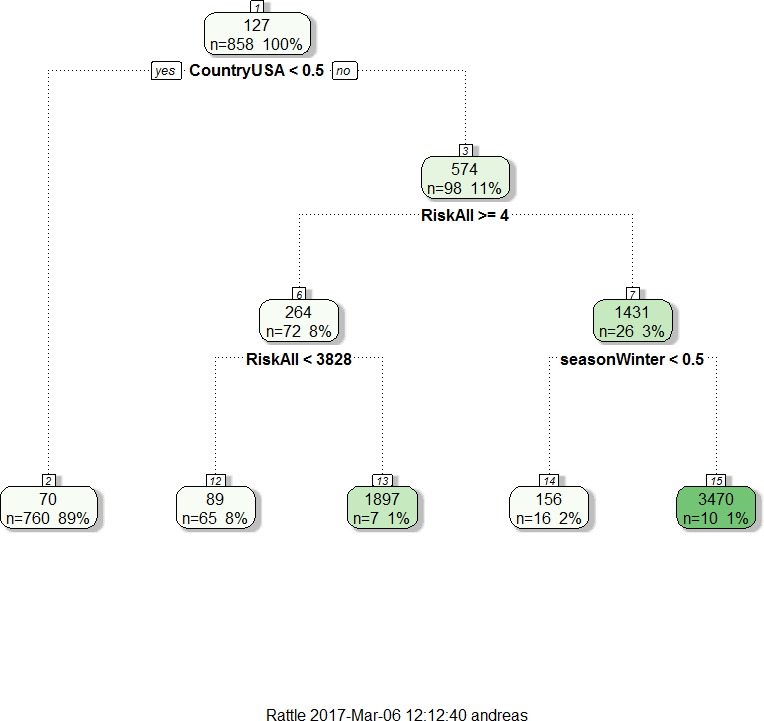 1
127
n=858 100%
yes CountryUSA < 0.5 no
3
574
n=98 11%
RiskAll >= 4
6
264
n=72 8%
7
1431
n=26 3%
RiskAll < 3828
seasonWinter < 0.5
2
70
n=760 89%
12
89
n=65 8%
13
1897
n=7 1%
14
156
n=16 2%
15
3470
n=10 1%
Rattle 2017-Mar-06 12:12:40 andreas